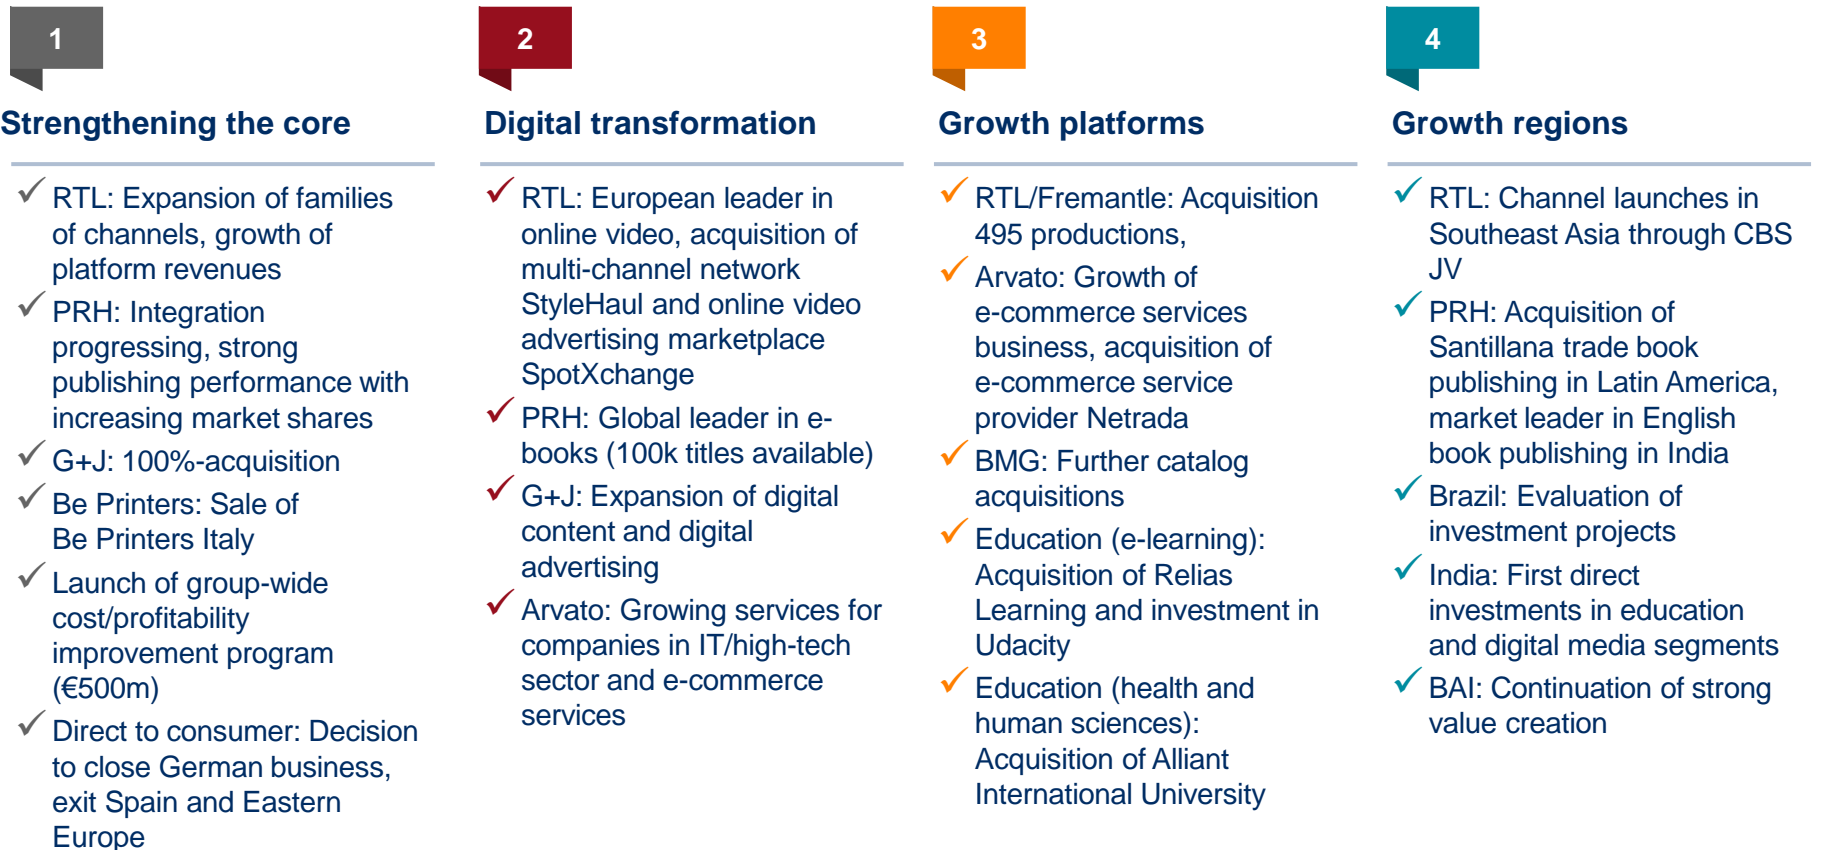 1
Strengthening the core
RTL: Expansion of families
of channels, growth of
platform revenues
PRH: Integration
progressing, strong
publishing performance with
increasing market shares
G+J: 100%-acquisition
Be Printers: Sale of
Be Printers Italy
Launch of group-wide
cost/profitability
improvement program
(€500m)
Direct to consumer: Decision
to close German business,
exit Spain and Eastern
Europe
2
Digital transformation
RTL: European leader in
online video, acquisition of
multi-channel network
StyleHaul and online video
advertising marketplace
SpotXchange
PRH: Global leader in e-
books (100k titles available)
G+J: Expansion of digital
content and digital
advertising
Arvato: Growing services for
companies in IT/high-tech
sector and e-commerce
services
3
Growth platforms
RTL/Fremantle: Acquisition
495 productions,
Arvato: Growth of
e-commerce services
business, acquisition of
e-commerce service
provider Netrada
BMG: Further catalog
acquisitions
Education (e-learning):
Acquisition of Relias
Learning and investment in
Udacity
Education (health and
human sciences):
Acquisition of Alliant
International University
4
Growth regions
RTL: Channel launches in
Southeast Asia through CBS
JV
PRH: Acquisition of
Santillana trade book
publishing in Latin America,
market leader in English
book publishing in India
Brazil: Evaluation of
investment projects
India: First direct
investments in education
and digital media segments
BAI: Continuation of strong
value creation